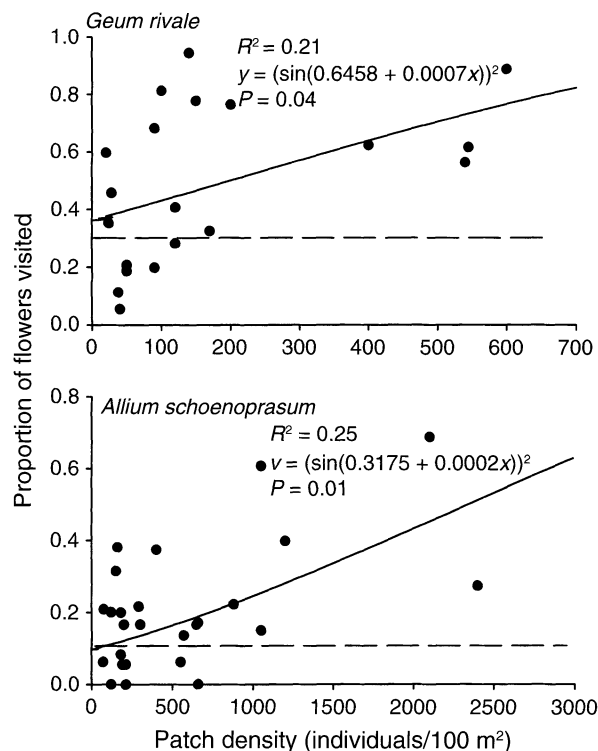 Geum rivale
1.0
R² = 0.21
y = (sin(0.6458 + 0.0007x))²
P = 0.04
0.8
0.6
0.4
0.2
0.0
0 100 200 300 400 500 600 700
Proportion of flowers visited
0.8
Allium schoenoprasum
R² = 0.25
v = (sin(0.3175 + 0.0002x))²
P = 0.01
0.6
0.4
0.2
0.0
0 500 1000 1500 2000 2500 3000
Patch density (individuals/100 m²)